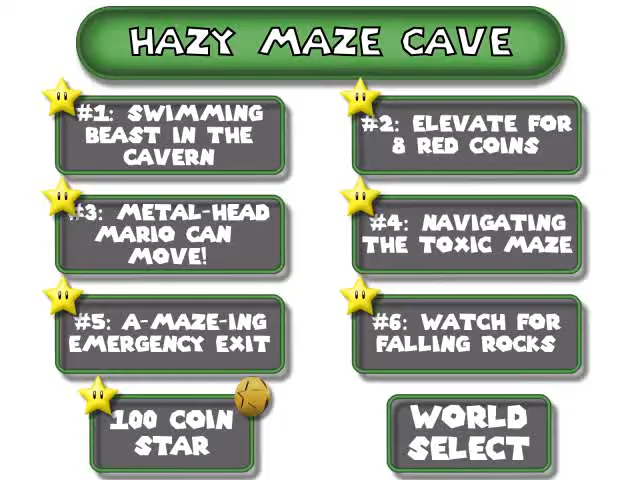 HAZY MAZE CAVE
#1: SWIMMING
BEAST IN THE
CAVERN
#2: ELEVATE FOR
8 RED COINS
#3: METAL-HEAD
MARIO CAN
MOVE!
#4: NAVIGATING
THE TOXIC MAZE
#5: A-MAZE-ING
EMERGENCY EXIT
#6: WATCH FOR
FALLING ROCKS
100 COIN
STAR
WORLD
SELECT